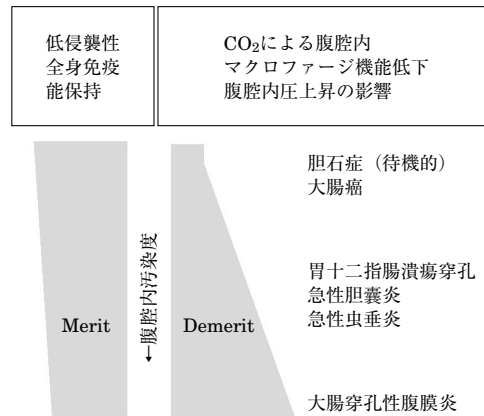 低侵襲性
全身免疫
能保持
CO₂による腹腔内
マクロファージ機能低下
腹腔内圧上昇の影響
胆石症（待機的）
大腸癌
Merit
←腹腔内汚染度
Demerit
胃十二指腸潰瘍穿孔
急性胆囊炎
急性虫垂炎
大腸穿孔性腹膜炎